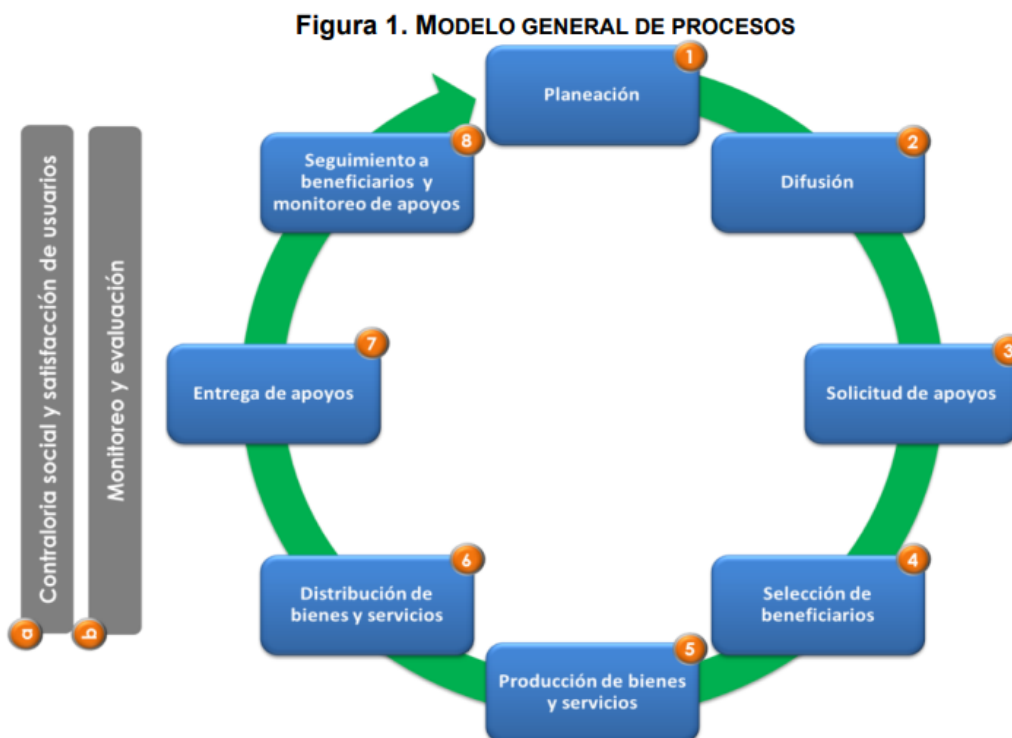 Figura 1. MODELO GENERAL DE PROCESOS
1
Planeación
2
Difusión
3
Solicitud de apoyos
4
Selección de
beneficiarios
5
Producción de bienes
y servicios
6
Distribución de
bienes y servicios
7
Entrega de apoyos
8
Seguimiento a
beneficiarios y
monitoreo de apoyos
a
Contraloria social y satisfacción de usuarios
b
Monitoreo y evaluación